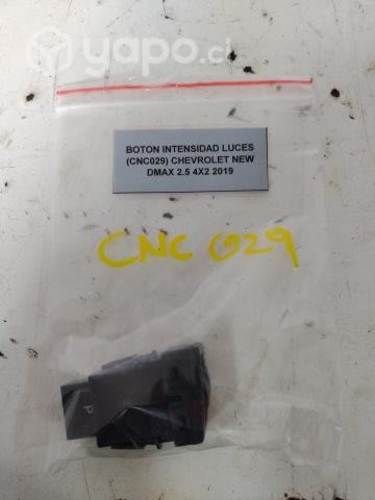 yapo.cl
BOTON INTENSIDAD LUCES
(CNC029) CHEVROLET NEW
DMAX 2.5 4X2 2019
CNC 029
P